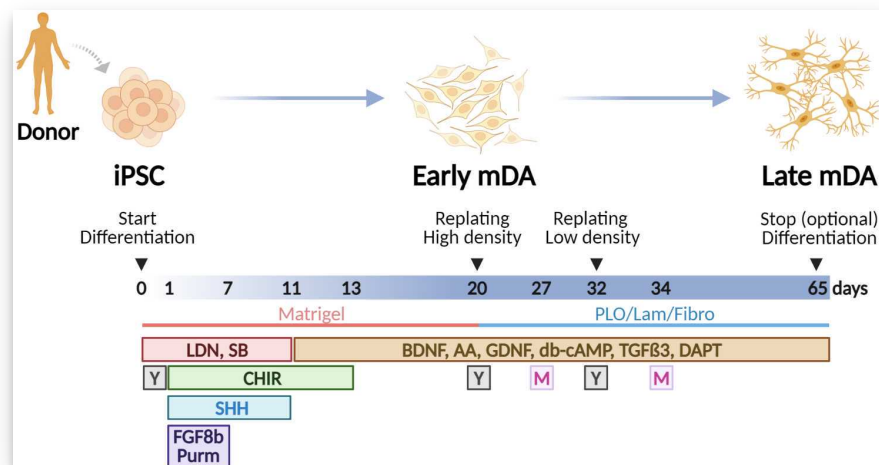 Donor
iPSC
Early mDA
Late mDA
Start
Differentiation
Replating
High density
Replating
Low density
Stop (optional)
Differentiation
0 1 7 11 13 20 27 32 34 65 days
Matrigel
PLO/Lam/Fibro
LDN, SB
BDNF, AA, GDNF, db-cAMP, TGFß3, DAPT
Y
CHIR
Y
M
Y
M
SHH
FGF8b
Purm